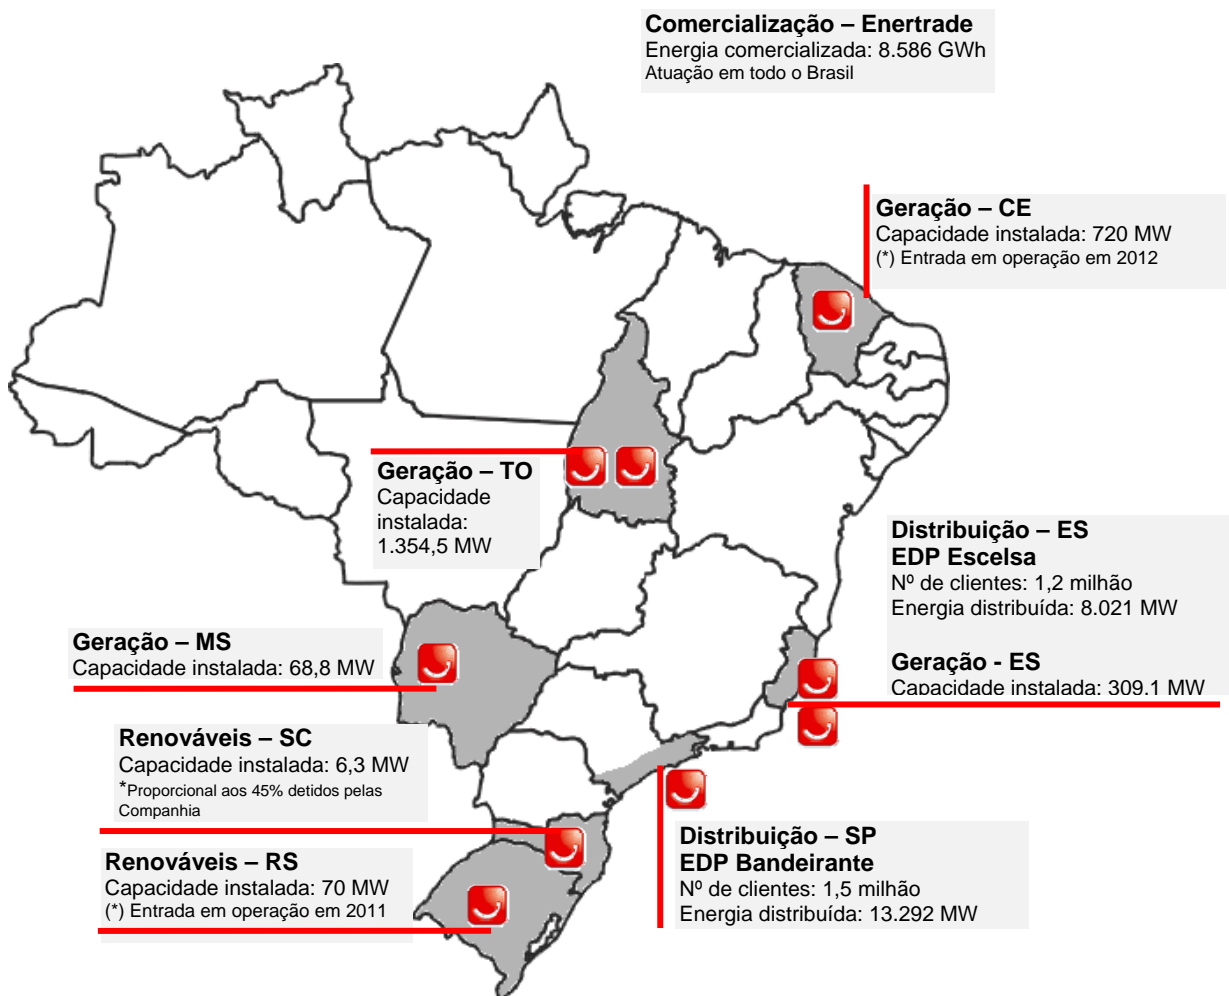 Comercialização – Enertrade
Energia comercializada: 8.586 GWh
Atuação em todo o Brasil
Geração – CE
Capacidade instalada: 720 MW
(*) Entrada em operação em 2012
Geração – TO
Capacidade
instalada:
1.354,5 MW
Distribuição – ES
EDP Escelsa
Nº de clientes: 1,2 milhão
Energia distribuída: 8.021 MW
Geração - ES
Capacidade instalada: 309.1 MW
Geração – MS
Capacidade instalada: 68,8 MW
Renováveis – SC
Capacidade instalada: 6,3 MW
*Proporcional aos 45% detidos pelas
Companhia
Renováveis – RS
Capacidade instalada: 70 MW
(*) Entrada em operação em 2011
Distribuição – SP
EDP Bandeirante
Nº de clientes: 1,5 milhão
Energia distribuída: 13.292 MW